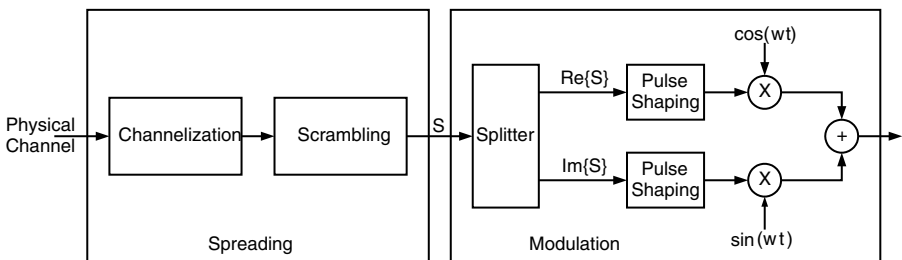 Physical
Channel
Channelization
Scrambling
S
Spreading
Splitter
Re{S}
Im{S}
Pulse
Shaping
Pulse
Shaping
cos(wt)
X
X
sin(wt)
+
Modulation